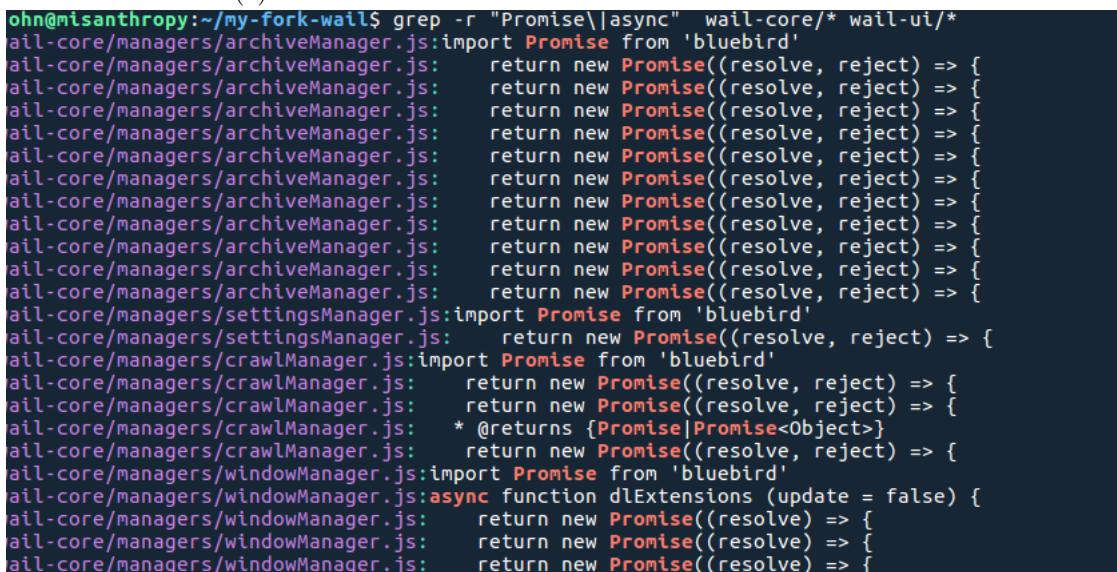 ohn@misanthropy:~/my-fork-wail$ grep -r "Promise\|async"  wail-core/* wail-ui/*
ail-core/managers/archiveManager.js:import Promise from 'bluebird'
ail-core/managers/archiveManager.js:    return new Promise((resolve, reject) => {
ail-core/managers/archiveManager.js:    return new Promise((resolve, reject) => {
ail-core/managers/archiveManager.js:    return new Promise((resolve, reject) => {
ail-core/managers/archiveManager.js:    return new Promise((resolve, reject) => {
ail-core/managers/archiveManager.js:    return new Promise((resolve, reject) => {
ail-core/managers/archiveManager.js:    return new Promise((resolve, reject) => {
ail-core/managers/archiveManager.js:    return new Promise((resolve, reject) => {
ail-core/managers/archiveManager.js:    return new Promise((resolve, reject) => {
ail-core/managers/archiveManager.js:    return new Promise((resolve, reject) => {
ail-core/managers/archiveManager.js:    return new Promise((resolve, reject) => {
ail-core/managers/archiveManager.js:    return new Promise((resolve, reject) => {
ail-core/managers/settingsManager.js:import Promise from 'bluebird'
ail-core/managers/settingsManager.js:    return new Promise((resolve, reject) => {
ail-core/managers/crawlManager.js:import Promise from 'bluebird'
ail-core/managers/crawlManager.js:    return new Promise((resolve, reject) => {
ail-core/managers/crawlManager.js:    return new Promise((resolve, reject) => {
ail-core/managers/crawlManager.js:   * @returns {Promise|Promise<Object>}
ail-core/managers/crawlManager.js:    return new Promise((resolve, reject) => {
ail-core/managers/windowManager.js:import Promise from 'bluebird'
ail-core/managers/windowManager.js:async function dlExtensions (update = false) {
ail-core/managers/windowManager.js:    return new Promise((resolve) => {
ail-core/managers/windowManager.js:    return new Promise((resolve) => {
ail-core/managers/windowManager.js:    return new Promise((resolve) => {